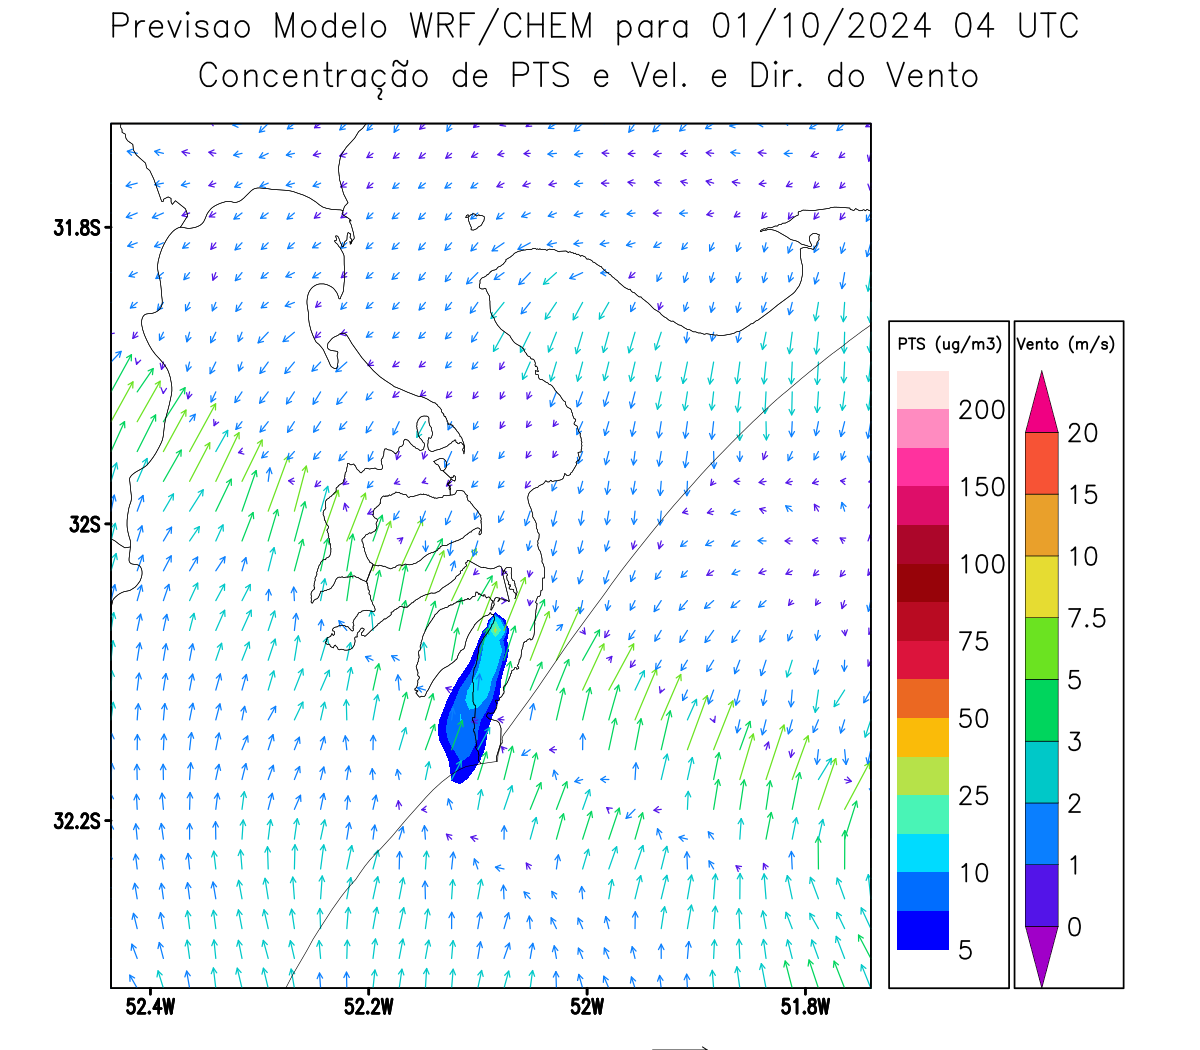 Previsao Modelo WRF/CHEM para 01/10/2024 04 UTC
Concentração de PTS e Vel. e Dir. do Vento
31.8S
32S
32.2S
52.4W 52.2W 52W 51.8W
PTS (ug/m3)
200
150
100
75
50
25
10
5
Vento (m/s)
20
15
10
7.5
5
3
2
1
0